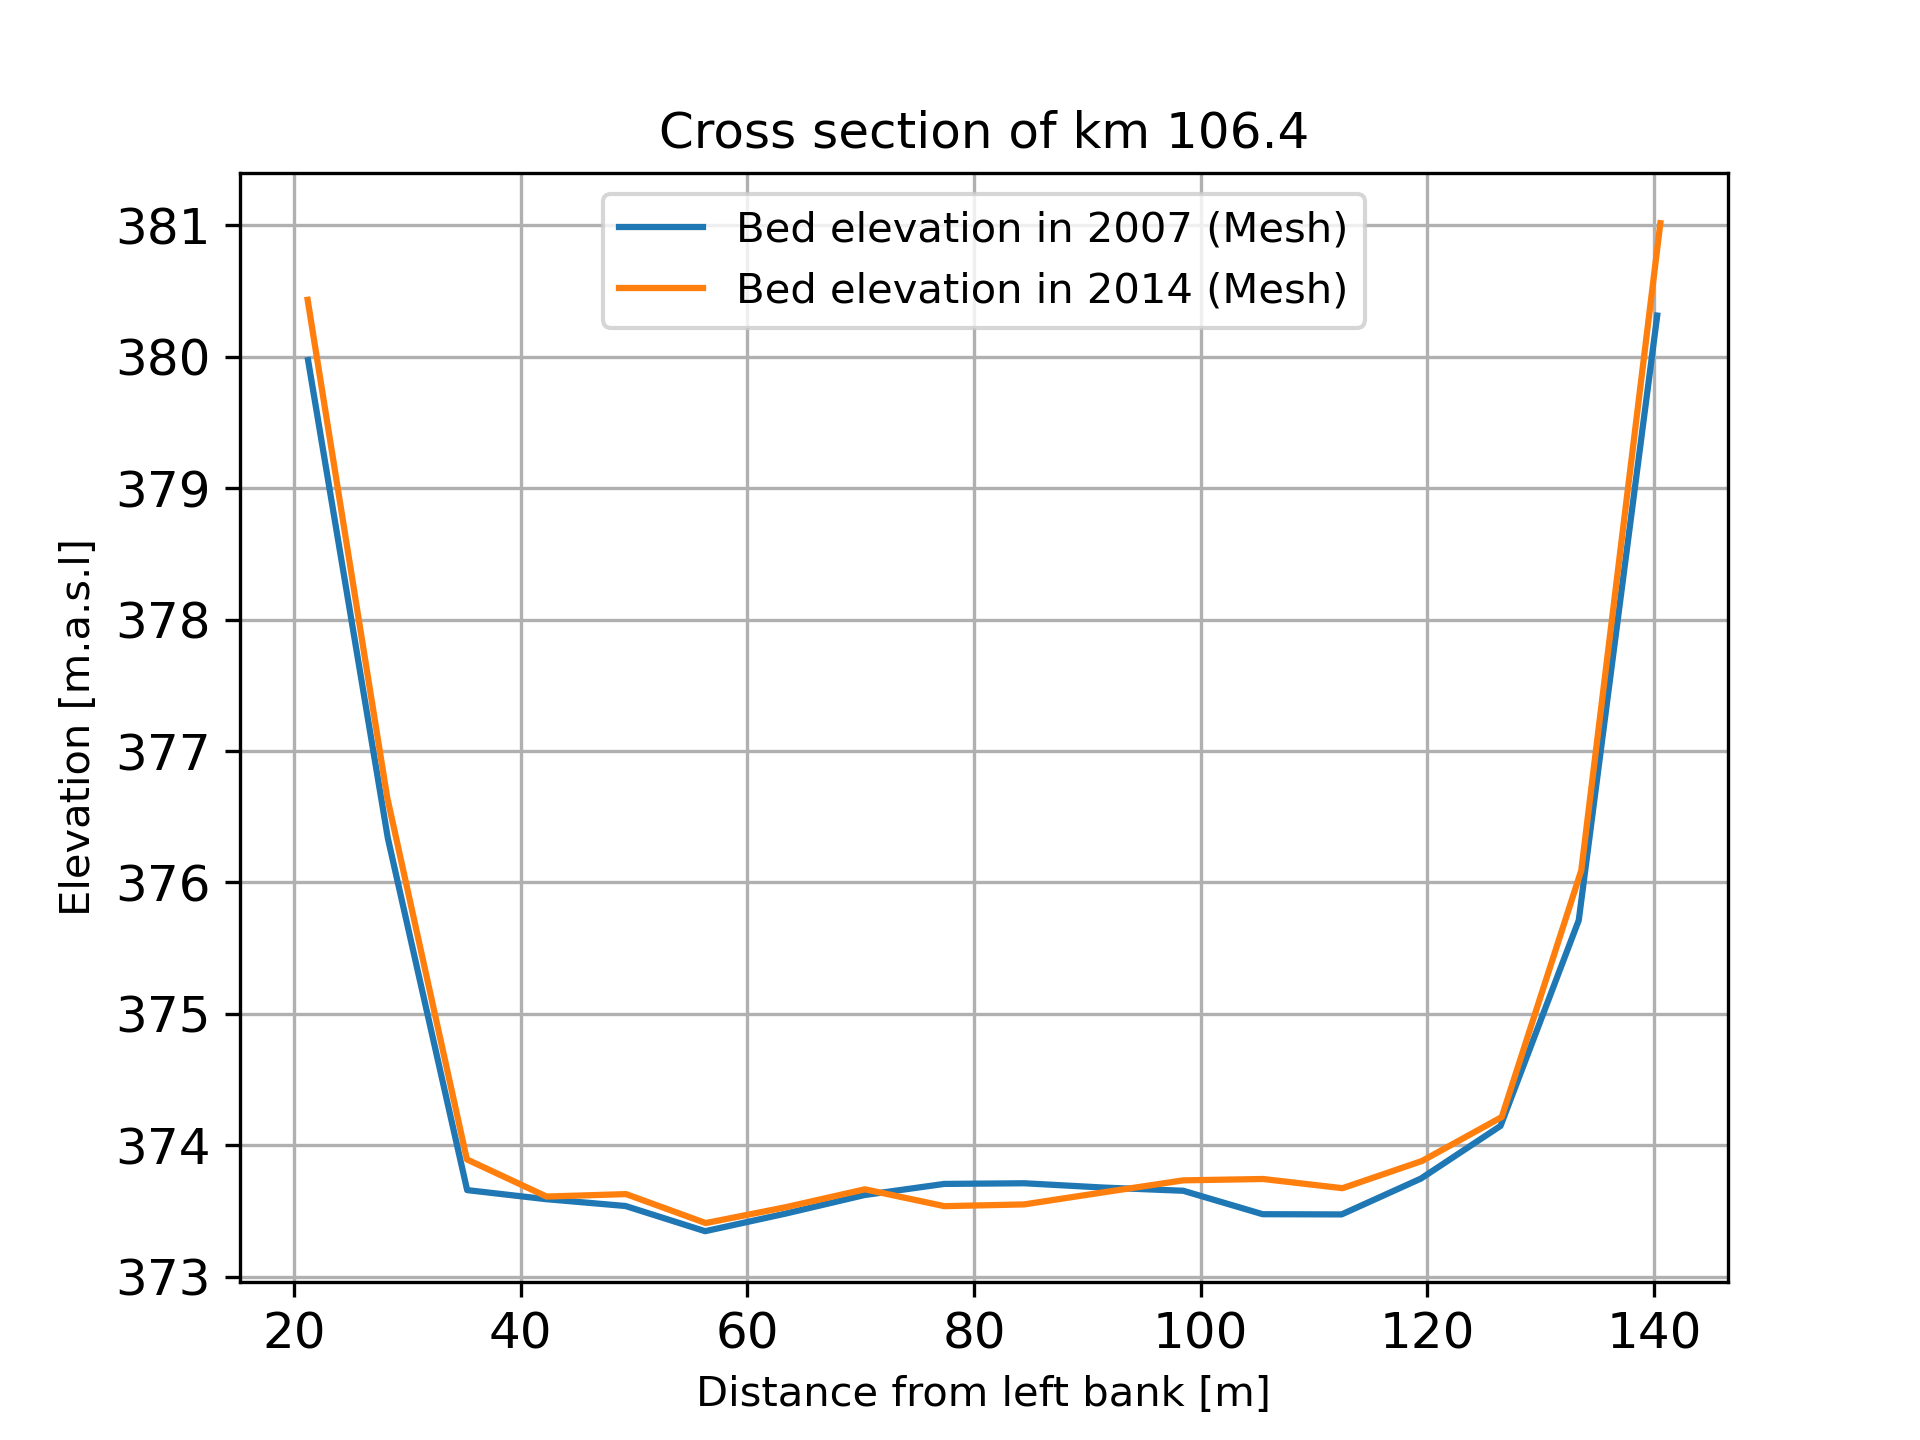 Cross section of km 106.4
Bed elevation in 2007 (Mesh)
Bed elevation in 2014 (Mesh)
Elevation [m.a.s.l]
381
380
379
378
377
376
375
374
373
20 40 60 80 100 120 140
Distance from left bank [m]